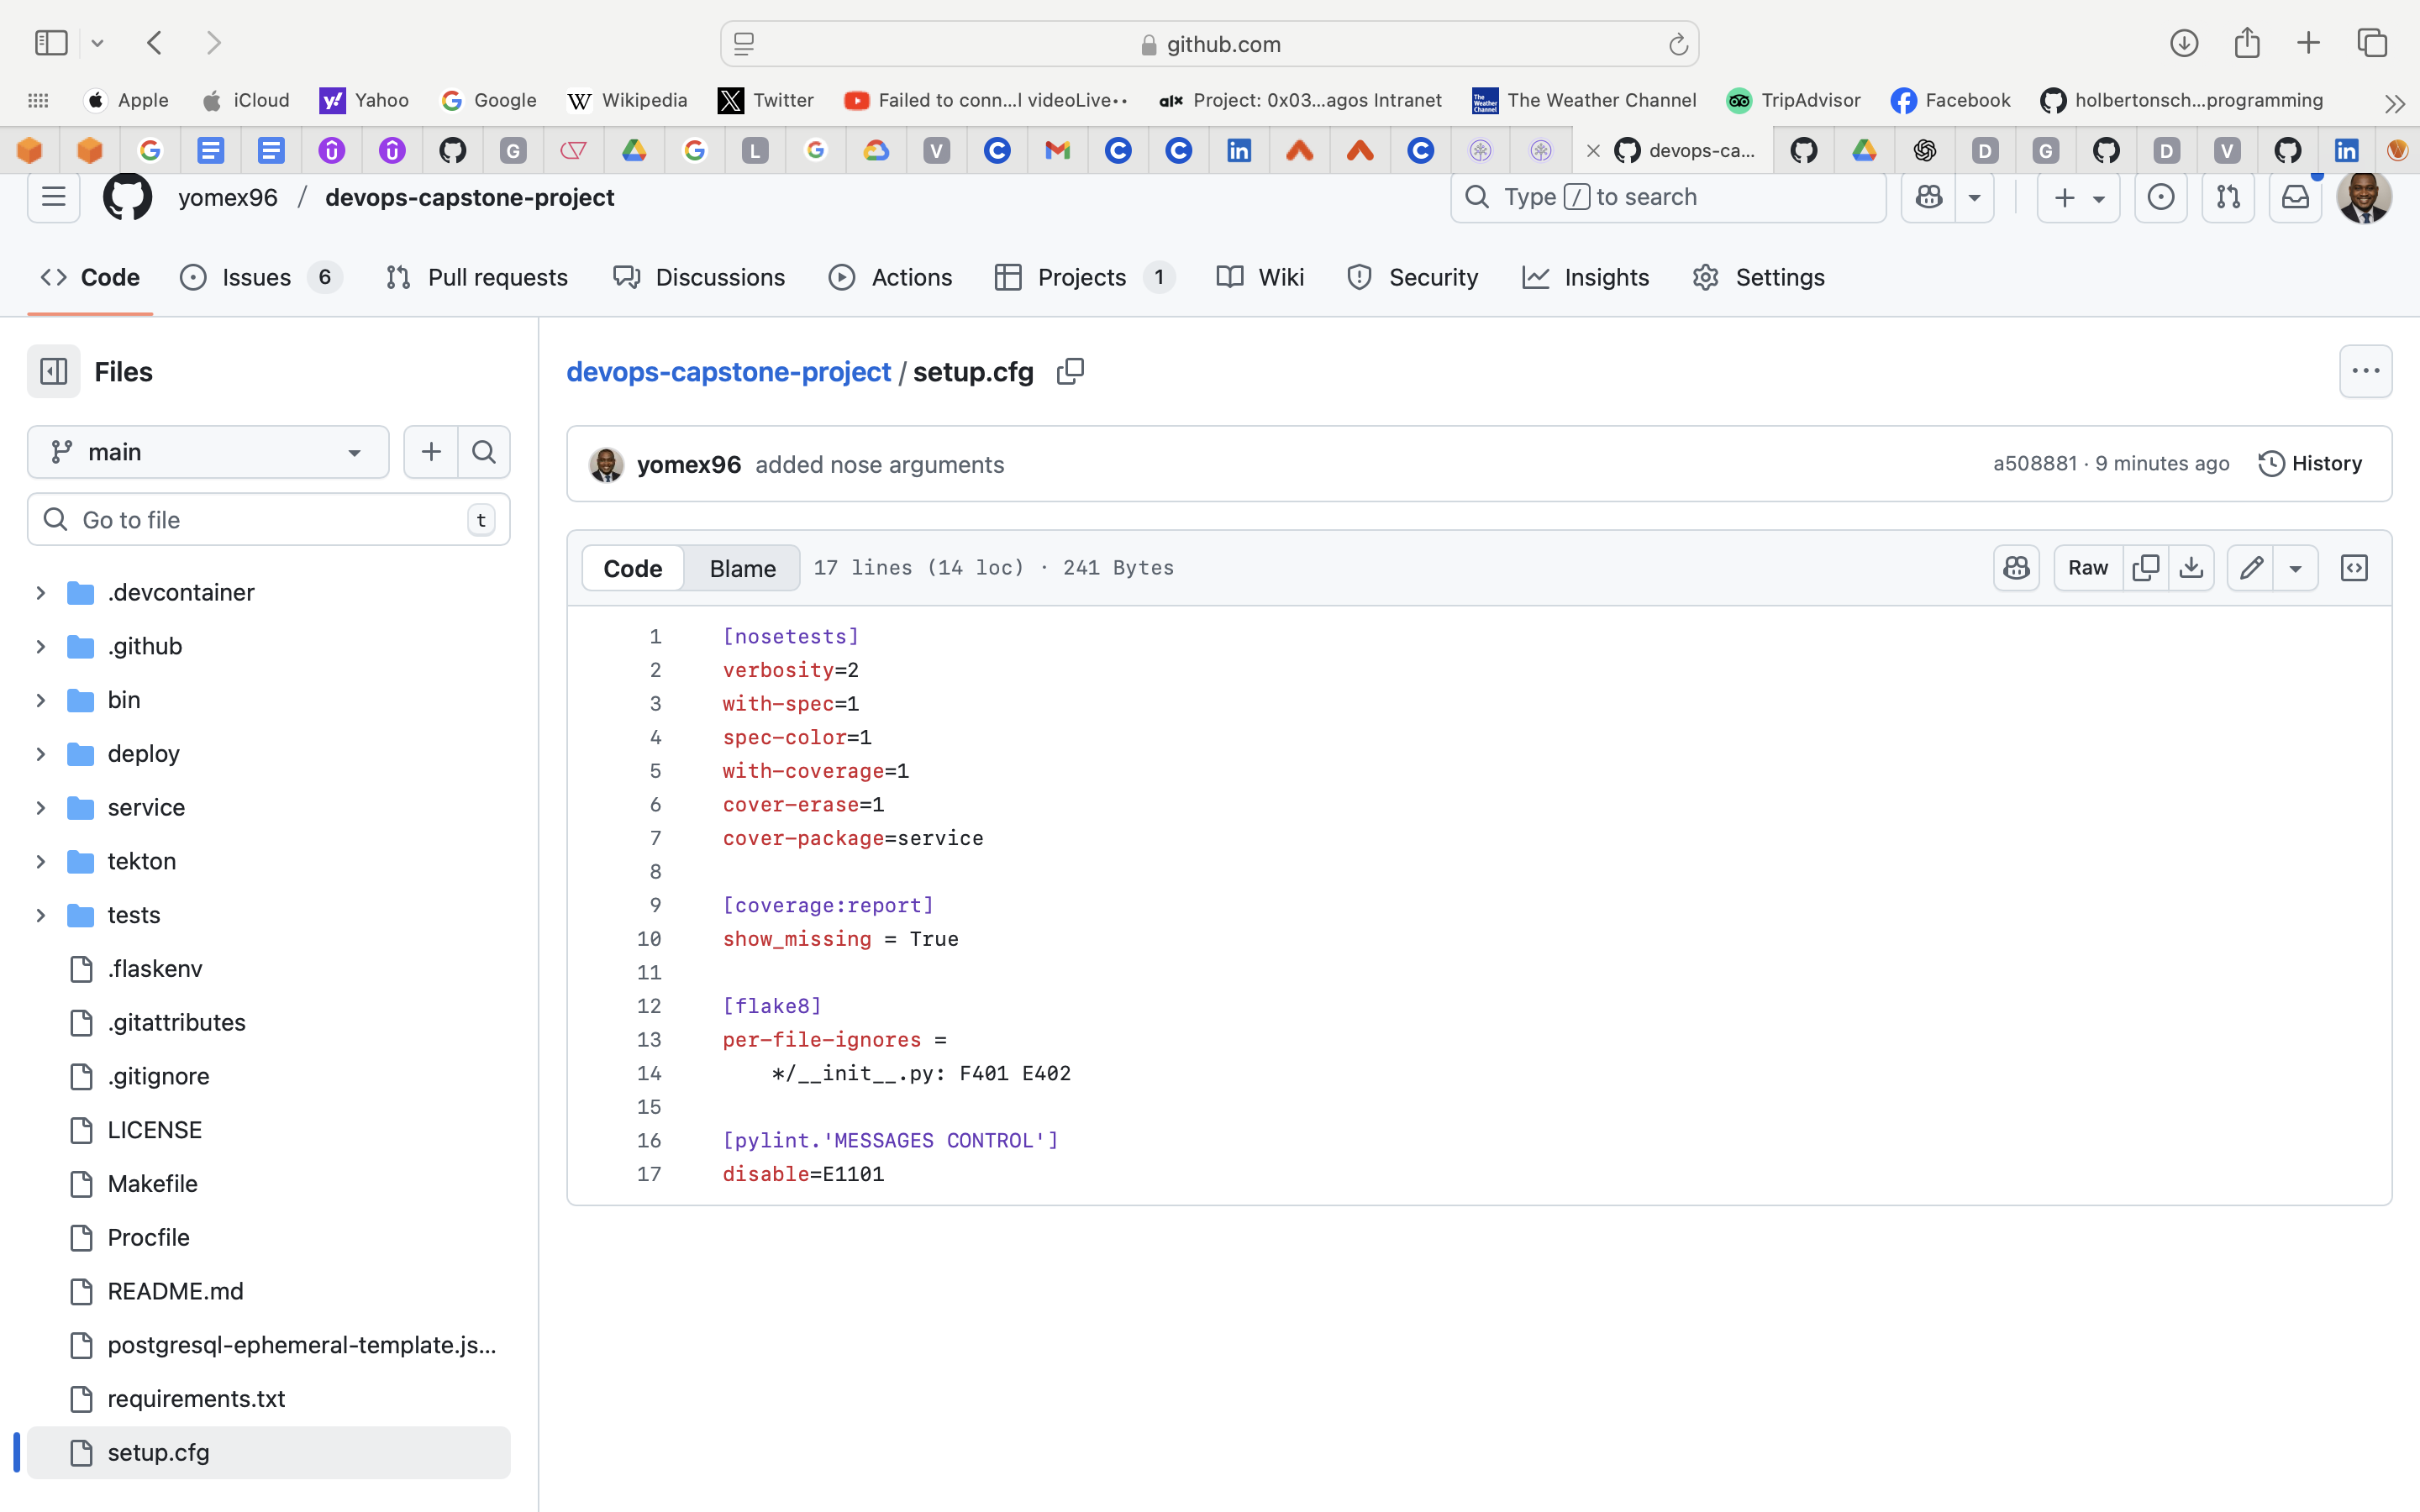 github.com
Apple
iCloud
Yahoo
Google
Wikipedia
Twitter
Failed to conn...l videoLive••
Project: 0x03...agos Intranet
The Weather Channel
TripAdvisor
Facebook
holbertonsch...programming
devops-ca...
yomex96 / devops-capstone-project
Type / to search
Code
Issues 6
Pull requests
Discussions
Actions
Projects 1
Wiki
Security
Insights
Settings
Files
main
Go to file
t
.devcontainer
.github
bin
deploy
service
tekton
tests
.flaskenv
.gitattributes
.gitignore
LICENSE
Makefile
Procfile
README.md
postgresql-ephemeral-template.js...
requirements.txt
setup.cfg
devops-capstone-project / setup.cfg
yomex96 added nose arguments
a508881 · 9 minutes ago
History
Code
Blame
17 lines (14 loc) · 241 Bytes
Raw
1 [nosetests]
2 verbosity=2
3 with-spec=1
4 spec-color=1
5 with-coverage=1
6 cover-erase=1
7 cover-package=service
8
9 [coverage:report]
10 show_missing = True
11
12 [flake8]
13 per-file-ignores =
14 */__init__.py: F401 E402
15
16 [pylint.'MESSAGES CONTROL']
17 disable=E1101